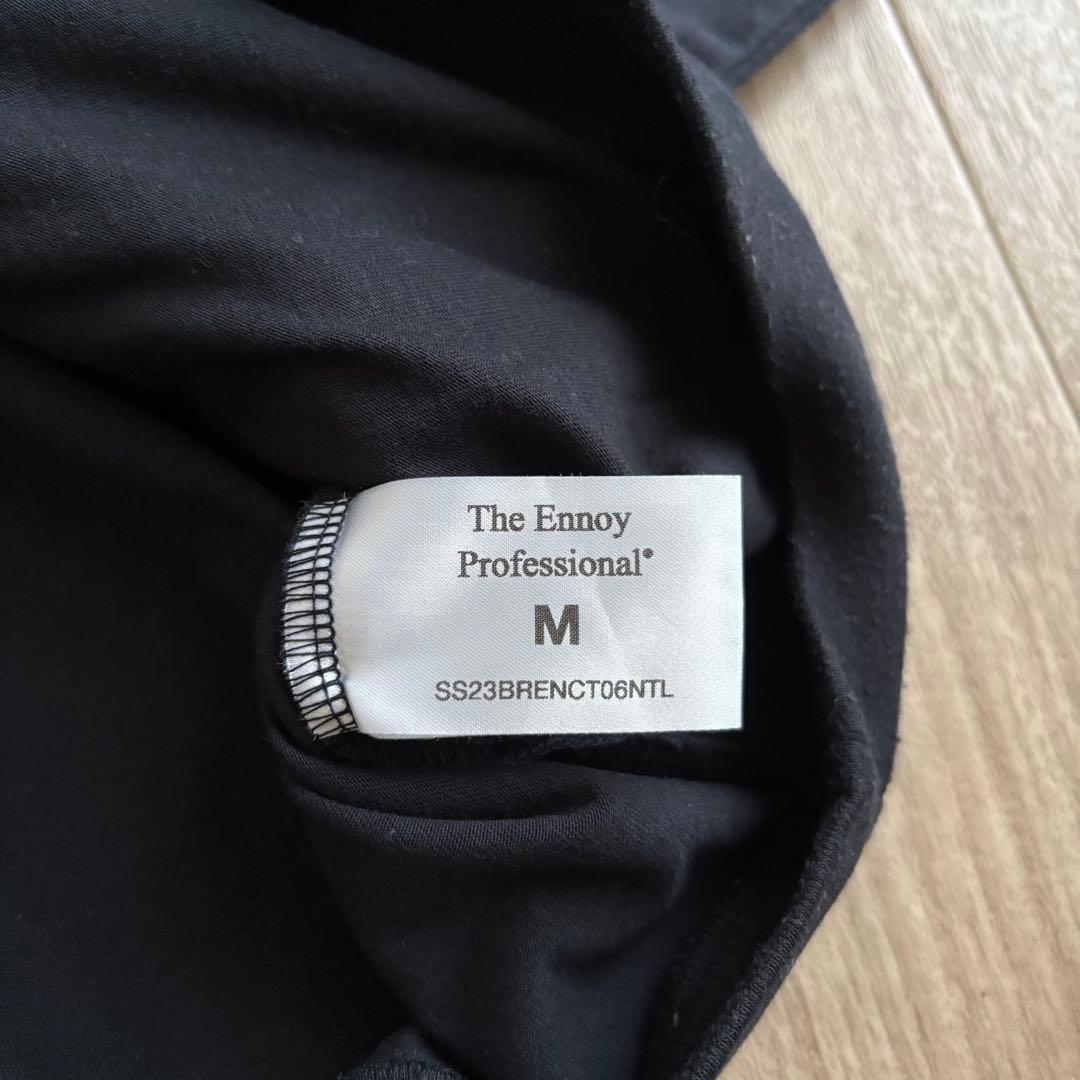 The Ennoy
Professional®
M
SS23BRENCT06NTL